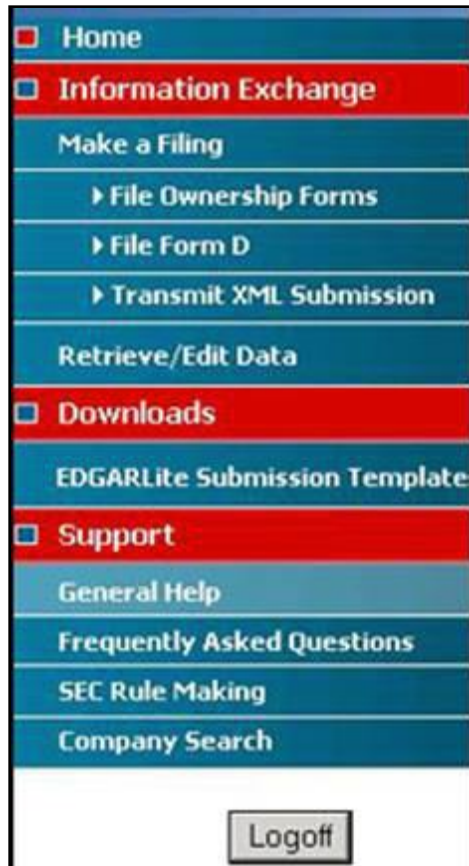 Home
Information Exchange
Make a Filing
File Ownership Forms
File Form D
Transmit XML Submission
Retrieve/Edit Data
Downloads
EDGARLite Submission Template
Support
General Help
Frequently Asked Questions
SEC Rule Making
Company Search
Logoff